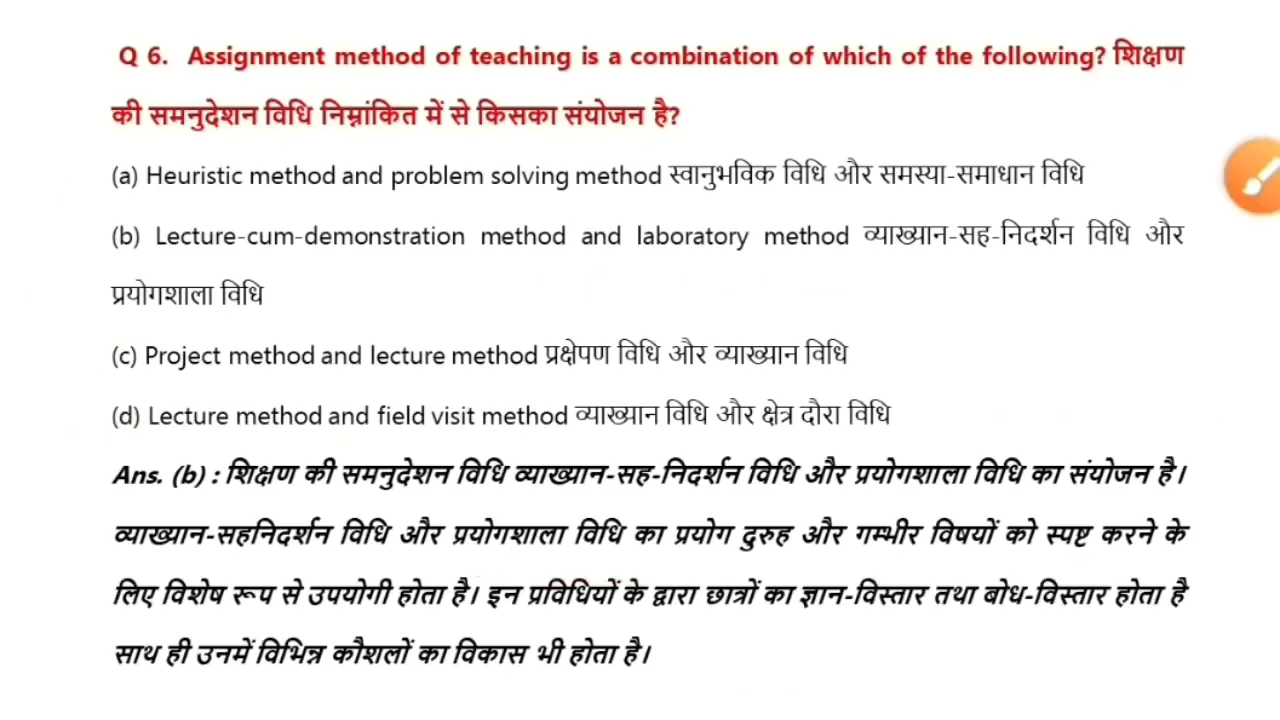 Q 6. Assignment method of teaching is a combination of which of the following? शिक्षण
की समनुदेशन विधि निम्नांकित में से किसका संयोजन है?
(a) Heuristic method and problem solving method स्वानुभविक विधि और समस्या-समाधान विधि
(b) Lecture-cum-demonstration method and laboratory method व्याख्यान-सह-निदर्शन विधि और
प्रयोगशाला विधि
(c) Project method and lecture method प्रक्षेपण विधि और व्याख्यान विधि
(d) Lecture method and field visit method व्याख्यान विधि और क्षेत्र दौरा विधि
Ans. (b) : शिक्षण की समनुदेशन विधि व्याख्यान-सह-निदर्शन विधि और प्रयोगशाला विधि का संयोजन है।
व्याख्यान-सहनिदर्शन विधि और प्रयोगशाला विधि का प्रयोग दुरुह और गम्भीर विषयों को स्पष्ट करने के
लिए विशेष रूप से उपयोगी होता है। इन प्रविधियों के द्वारा छात्रों का ज्ञान-विस्तार तथा बोध-विस्तार होता है
साथ ही उनमें विभिन्न कौशलों का विकास भी होता है।